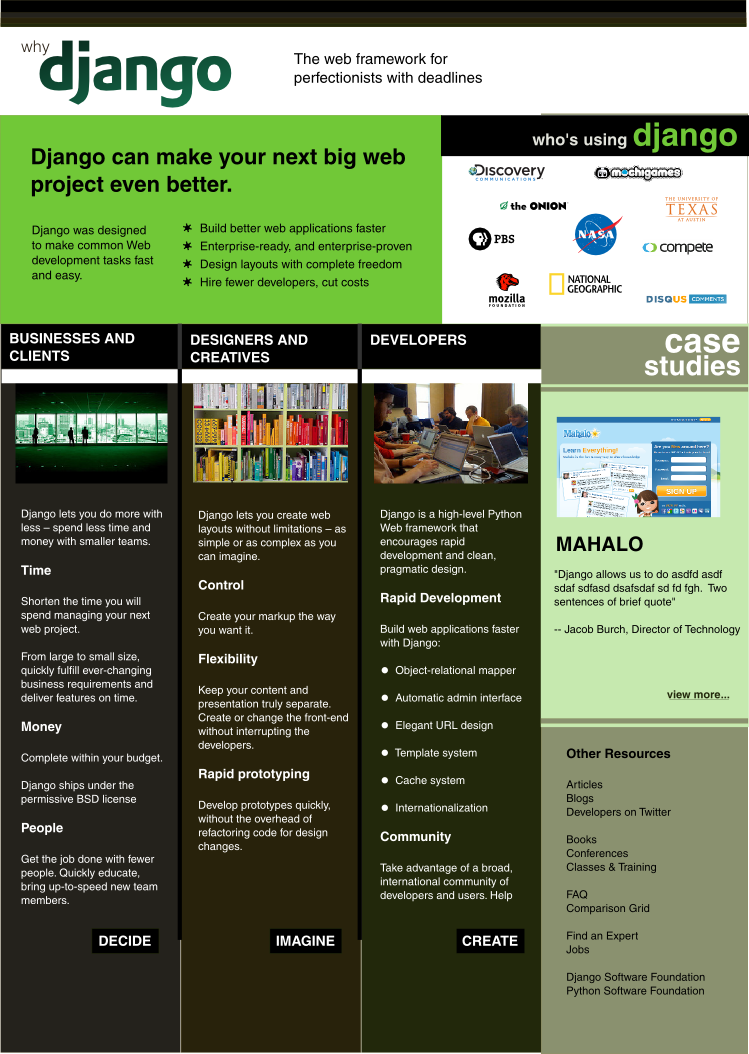 why
django
The web framework for
perfectionists with deadlines
Django can make your next big web
project even better.
Django was designed
to make common Web
development tasks fast
and easy.
Build better web applications faster
Enterprise-ready, and enterprise-proven
Design layouts with complete freedom
Hire fewer developers, cut costs
who's using django
Discovery
COMMUNICATIONS
mochigames
the ONION
THE UNIVERSITY OF
TEXAS
AT AUSTIN
PBS
NASA
compete
mozilla
FOUNDATION
NATIONAL
GEOGRAPHIC
DISQUS COMMENTS
BUSINESSES AND
CLIENTS
Django lets you do more with
less – spend less time and
money with smaller teams.
Time
Shorten the time you will
spend managing your next
web project.
From large to small size,
quickly fulfill ever-changing
business requirements and
deliver features on time.
Money
Complete within your budget.
Django ships under the
permissive BSD license
People
Get the job done with fewer
people. Quickly educate,
bring up-to-speed new team
members.
DECIDE
DESIGNERS AND
CREATIVES
Django lets you create web
layouts without limitations – as
simple or as complex as you
can imagine.
Control
Create your markup the way
you want it.
Flexibility
Keep your content and
presentation truly separate.
Create or change the front-end
without interrupting the
developers.
Rapid prototyping
Develop prototypes quickly,
without the overhead of
refactoring code for design
changes.
IMAGINE
DEVELOPERS
Django is a high-level Python
Web framework that
encourages rapid
development and clean,
pragmatic design.
Rapid Development
Build web applications faster
with Django:
Object-relational mapper
Automatic admin interface
Elegant URL design
Template system
Cache system
Internationalization
Community
Take advantage of a broad,
international community of
developers and users. Help
CREATE
case
studies
Mahalo
Learn Everything!
SIGN UP
MAHALO
"Django allows us to do asdfd asdf
sdaf sdfasd dsafsdaf sd fd fgh.  Two
sentences of brief quote"
-- Jacob Burch, Director of Technology
view more...
Other Resources
Articles
Blogs
Developers on Twitter
Books
Conferences
Classes & Training
FAQ
Comparison Grid
Find an Expert
Jobs
Django Software Foundation
Python Software Foundation